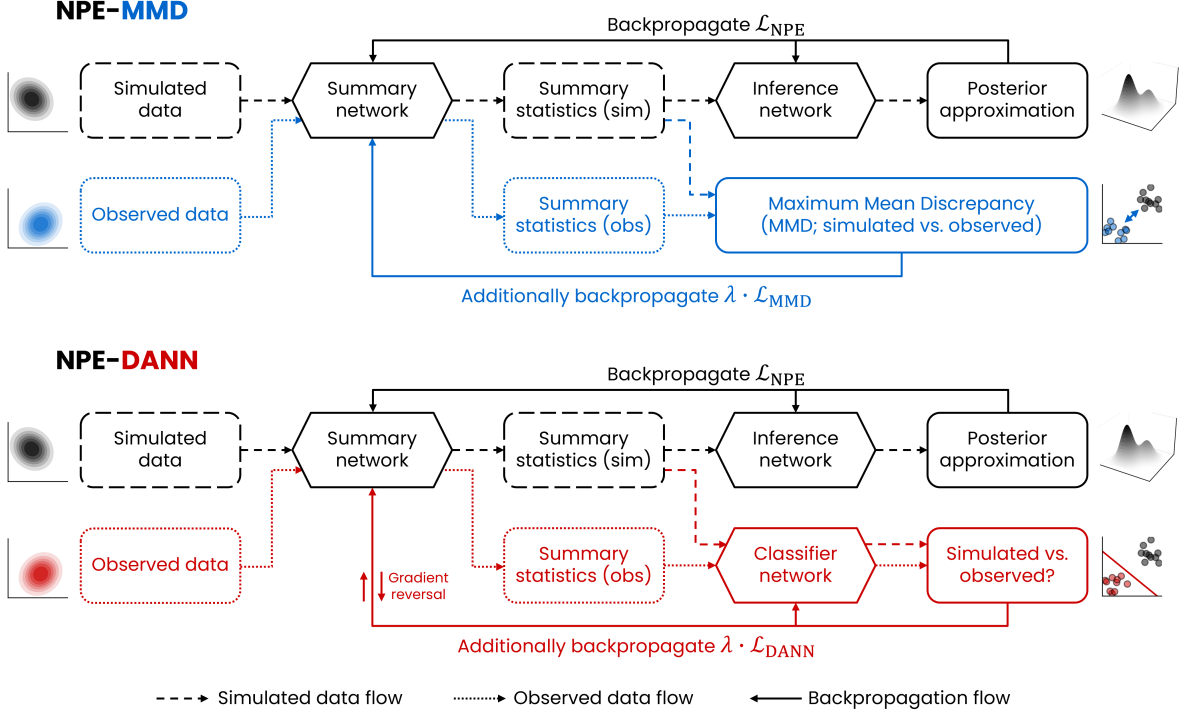 NPE-MMD
Backpropagate ℒNPE
Simulated
data
Summary
network
Summary
statistics (sim)
Inference
network
Posterior
approximation
Observed data
Summary
statistics (obs)
Maximum Mean Discrepancy
(MMD; simulated vs. observed)
Additionally backpropagate λ · ℒMMD
NPE-DANN
Backpropagate ℒNPE
Simulated
data
Summary
network
Summary
statistics (sim)
Inference
network
Posterior
approximation
Observed data
Gradient
reversal
Summary
statistics (obs)
Classifier
network
Simulated vs.
observed?
Additionally backpropagate λ · ℒDANN
Simulated data flow
Observed data flow
Backpropagation flow